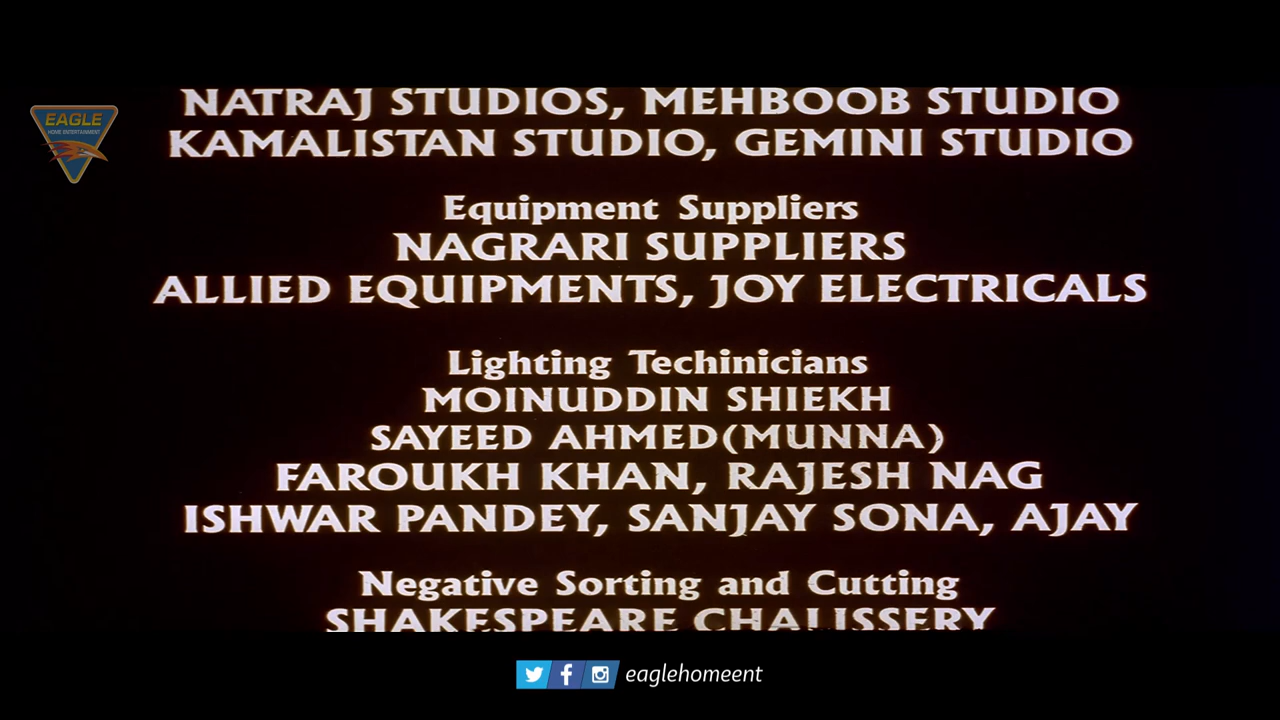 NATRAJ STUDIOS, MEHBOOB STUDIO
EAGLE
HOME ENTERTAINMENT
KAMALISTAN STUDIO, GEMINI STUDIO
Equipment Suppliers
NAGRARI SUPPLIERS
ALLIED EQUIPMENTS, JOY ELECTRICALS
Lighting Techinicians
MOINUDDIN SHIEKH
SAYEED AHMED(MUNNA)
FAROUKH KHAN, RAJESH NAG
ISHWAR PANDEY, SANJAY SONA, AJAY
Negative Sorting and Cutting
SHAKESPEARE CHALISSERY
eaglehomeent